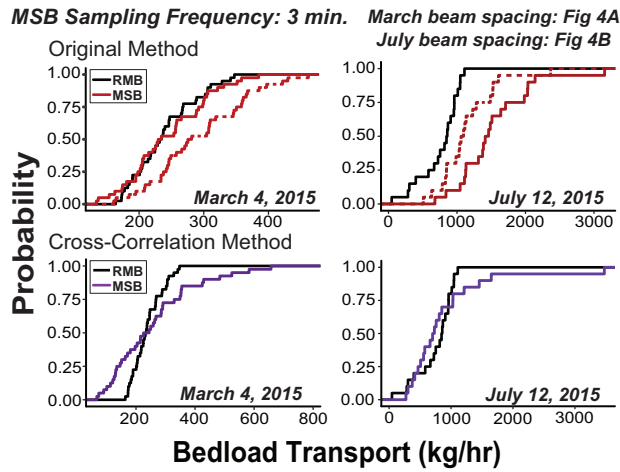 MSB Sampling Frequency: 3 min.
March beam spacing: Fig 4A
July beam spacing: Fig 4B
Original Method
1.00
0.75
0.50
0.25
0.00
RMB
MSB
March 4, 2015
200 300 400
1.00
0.75
0.50
0.25
0.00
July 12, 2015
0 1000 2000 3000
Cross-Correlation Method
1.00
0.75
0.50
0.25
0.00
RMB
MSB
March 4, 2015
200 400 600 800
1.00
0.75
0.50
0.25
0.00
July 12, 2015
0 1000 2000 3000
Probability
Bedload Transport (kg/hr)